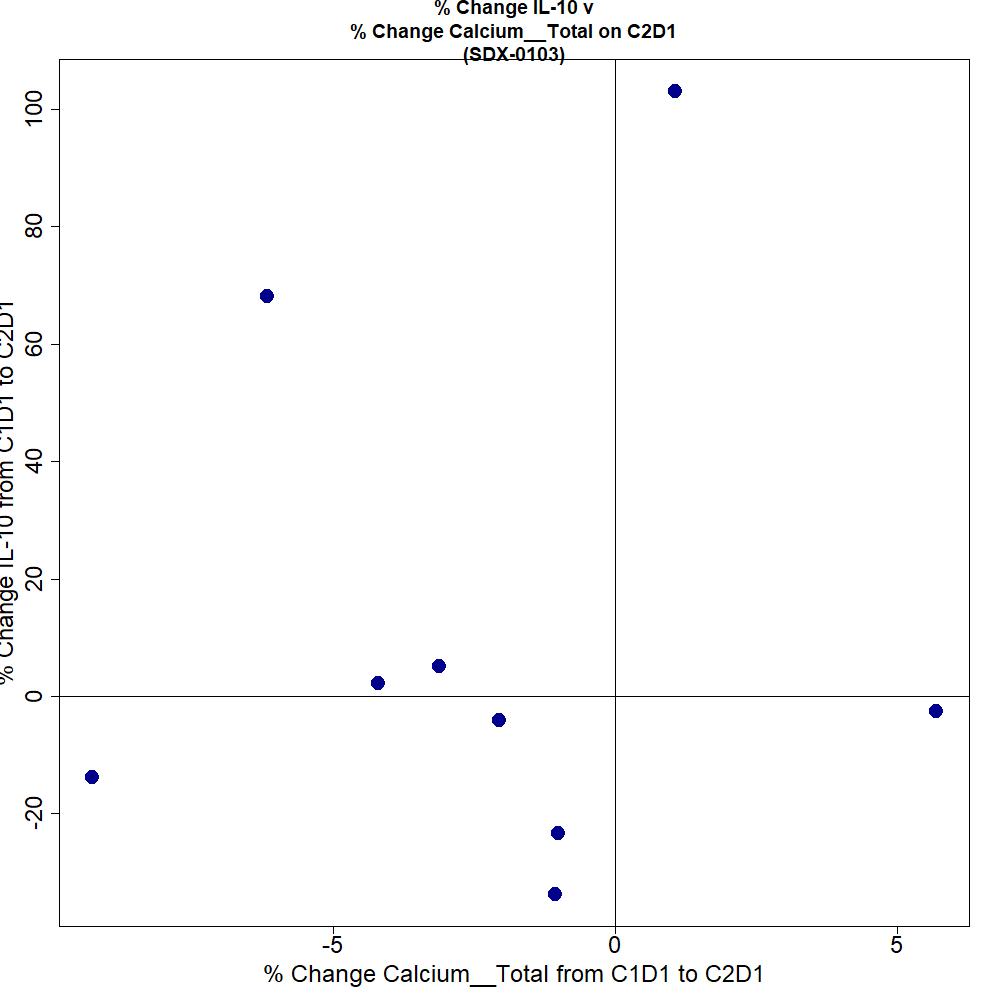 % Change IL-10 v
% Change Calcium__Total on C2D1
(SDX-0103)
% Change IL-10 from C1D1 to C2D1
100
80
60
40
20
0
-20
-5
0
5
% Change Calcium__Total from C1D1 to C2D1